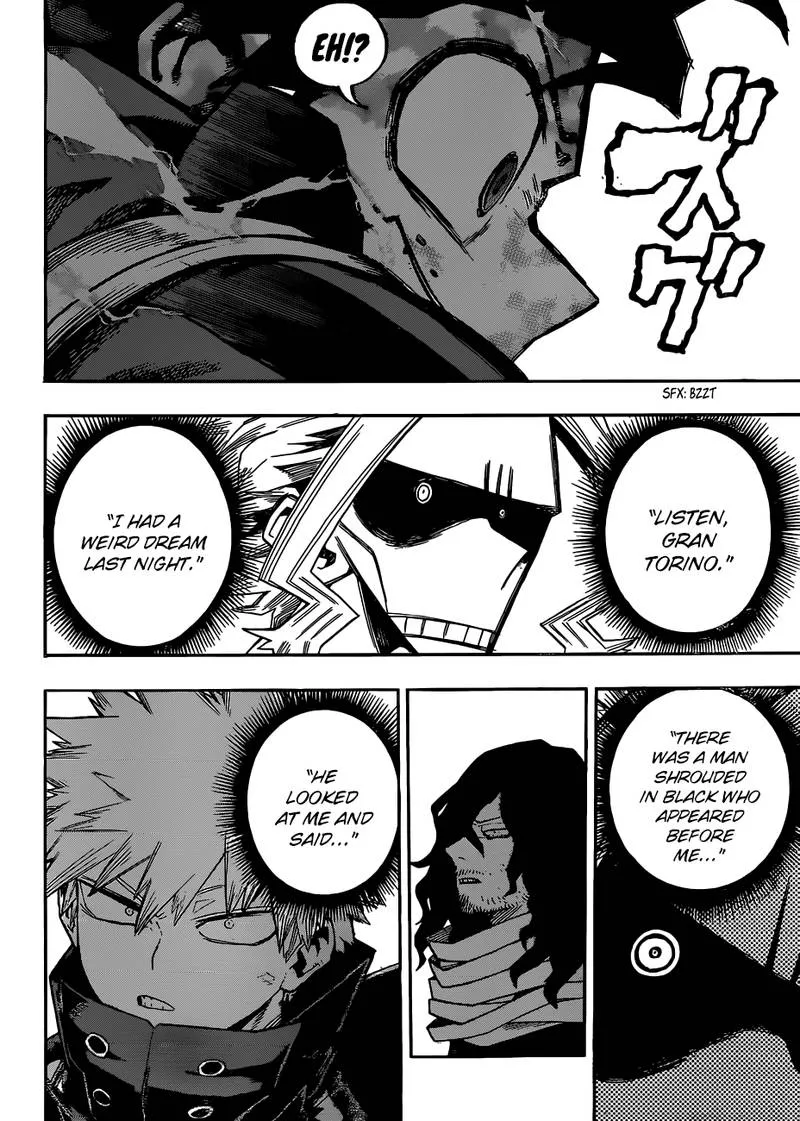 EH!?
ズズグ
SFX: BZZT
"LISTEN,
GRAN
TORINO."
"I HAD A
WEIRD DREAM
LAST NIGHT."
"THERE
WAS A MAN
SHROUDED
IN BLACK WHO
APPEARED
BEFORE
ME..."
"HE
LOOKED
AT ME AND
SAID..."